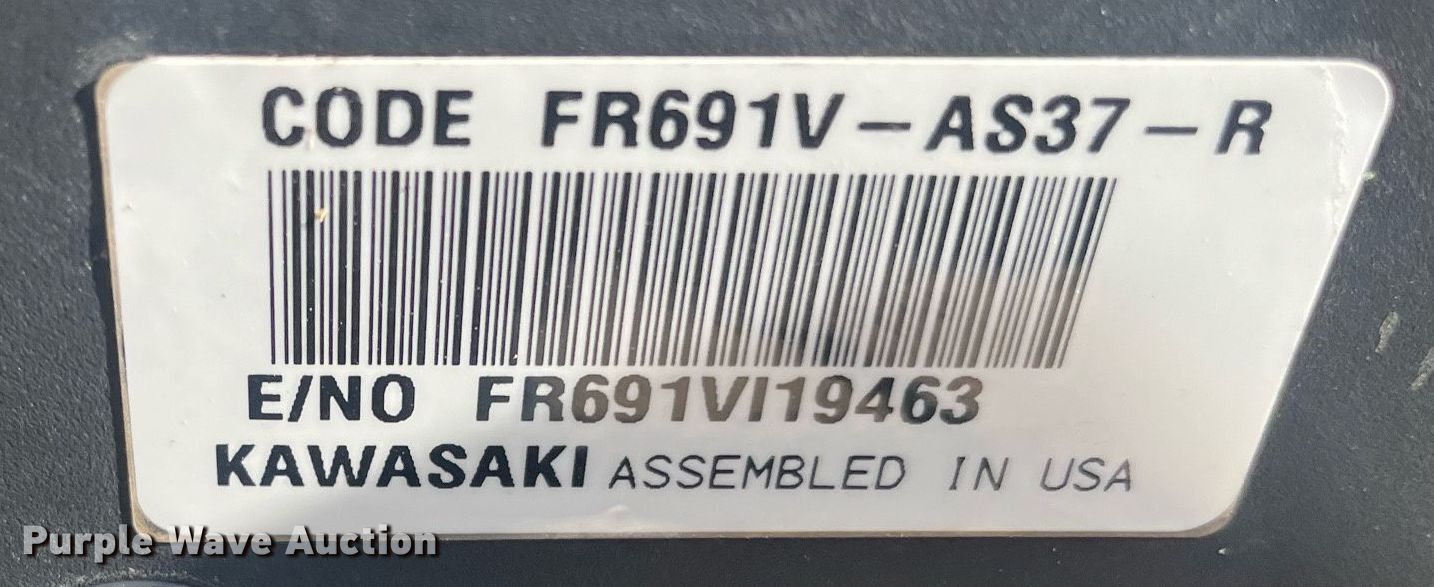 CODE FR691V-AS37-R
E/NO FR691VI19463
KAWASAKI ASSEMBLED IN USA
Purple Wave Auction